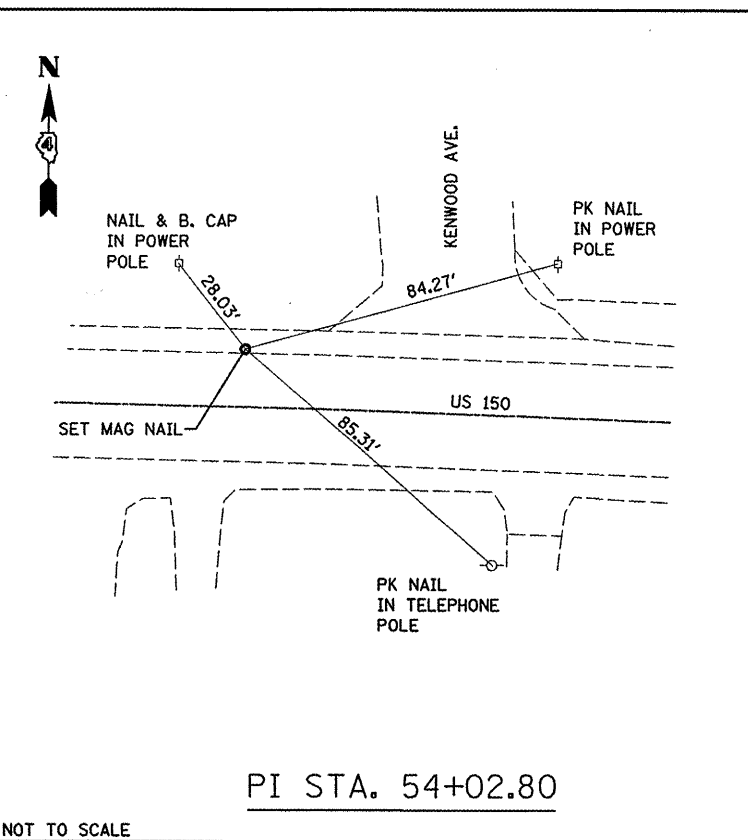 N
4
KENWOOD AVE.
NAIL & B. CAP
IN POWER
POLE
PK NAIL
IN POWER
POLE
28.03'
84.27'
US 150
SET MAG NAIL
85.31'
PK NAIL
IN TELEPHONE
POLE
PI STA. 54+02.80
NOT TO SCALE